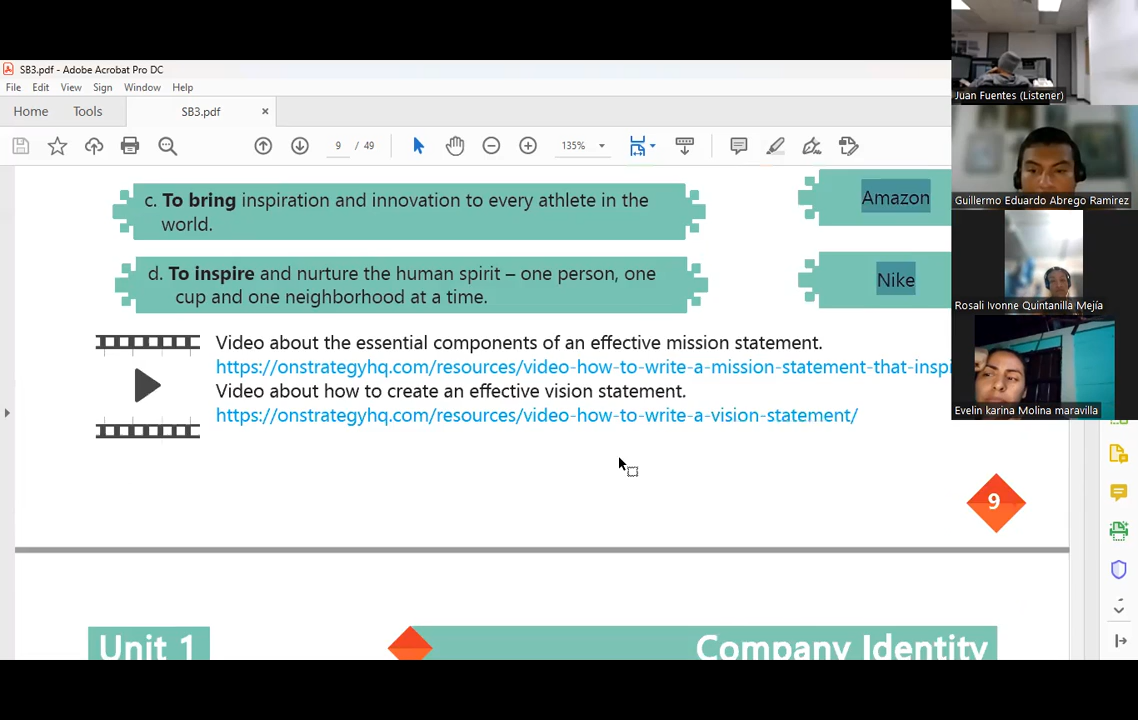 SB3.pdf - Adobe Acrobat Pro DC
File Edit View Sign Window Help
Home Tools SB3.pdf ×
9 / 49 135%
c. To bring inspiration and innovation to every athlete in the
world.
Amazon
d. To inspire and nurture the human spirit – one person, one
cup and one neighborhood at a time.
Nike
Video about the essential components of an effective mission statement.
https://onstrategyhq.com/resources/video-how-to-write-a-mission-statement-that-inspi
Video about how to create an effective vision statement.
https://onstrategyhq.com/resources/video-how-to-write-a-vision-statement/
9
Unit 1 Company Identity
Juan Fuentes (Listener)
Guillermo Eduardo Abrego Ramirez
Rosali Ivonne Quintanilla Mejía
Evelin karina Molina maravilla